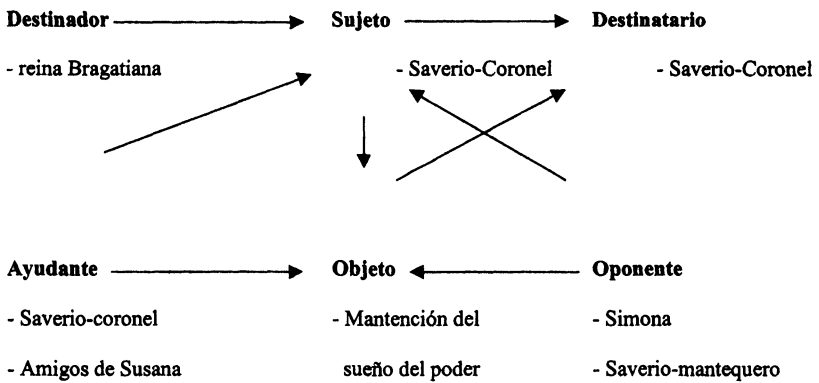 Destinador Sujeto Destinatario
- reina Bragatiana - Saverio-Coronel - Saverio-Coronel
Ayudante Objeto Oponente
- Saverio-coronel - Mantención del - Simona
- Amigos de Susana sueño del poder - Saverio-mantequero